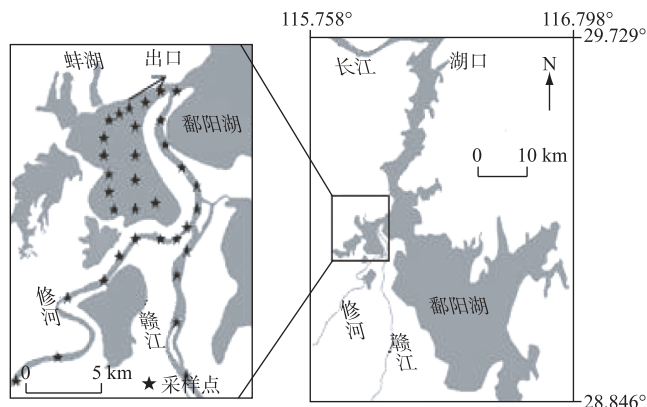 115.758°
116.798°
29.729°
蚌湖
出口
鄱阳湖
修河
赣江
0
5 km
★采样点
长江
湖口
N
0
10 km
鄱阳湖
修河
赣江
28.846°